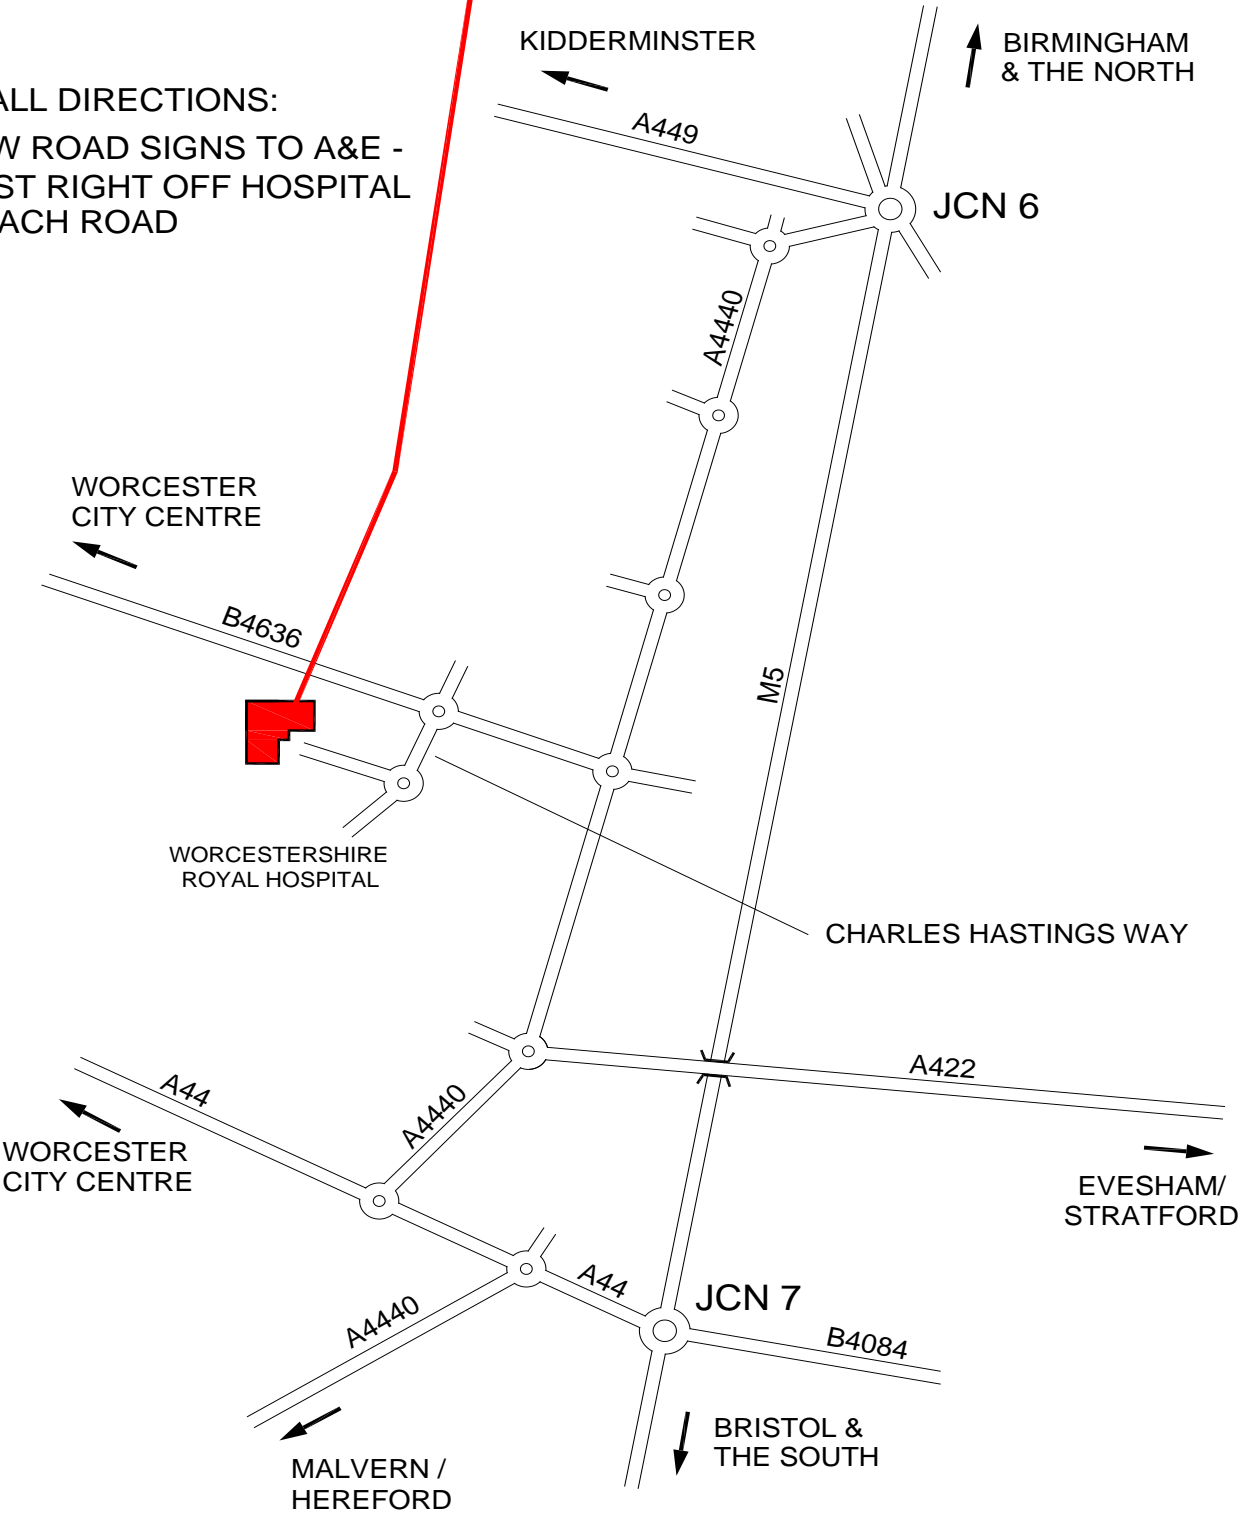 KIDDERMINSTER
BIRMINGHAM
& THE NORTH
ALL DIRECTIONS:
W ROAD SIGNS TO A&E -
ST RIGHT OFF HOSPITAL
ACH ROAD
A449
JCN 6
A4440
WORCESTER
CITY CENTRE
B4636
M5
WORCESTERSHIRE
ROYAL HOSPITAL
CHARLES HASTINGS WAY
A422
A44
A4440
WORCESTER
CITY CENTRE
EVESHAM/
STRATFORD
A44
JCN 7
A4440
B4084
BRISTOL &
THE SOUTH
MALVERN /
HEREFORD